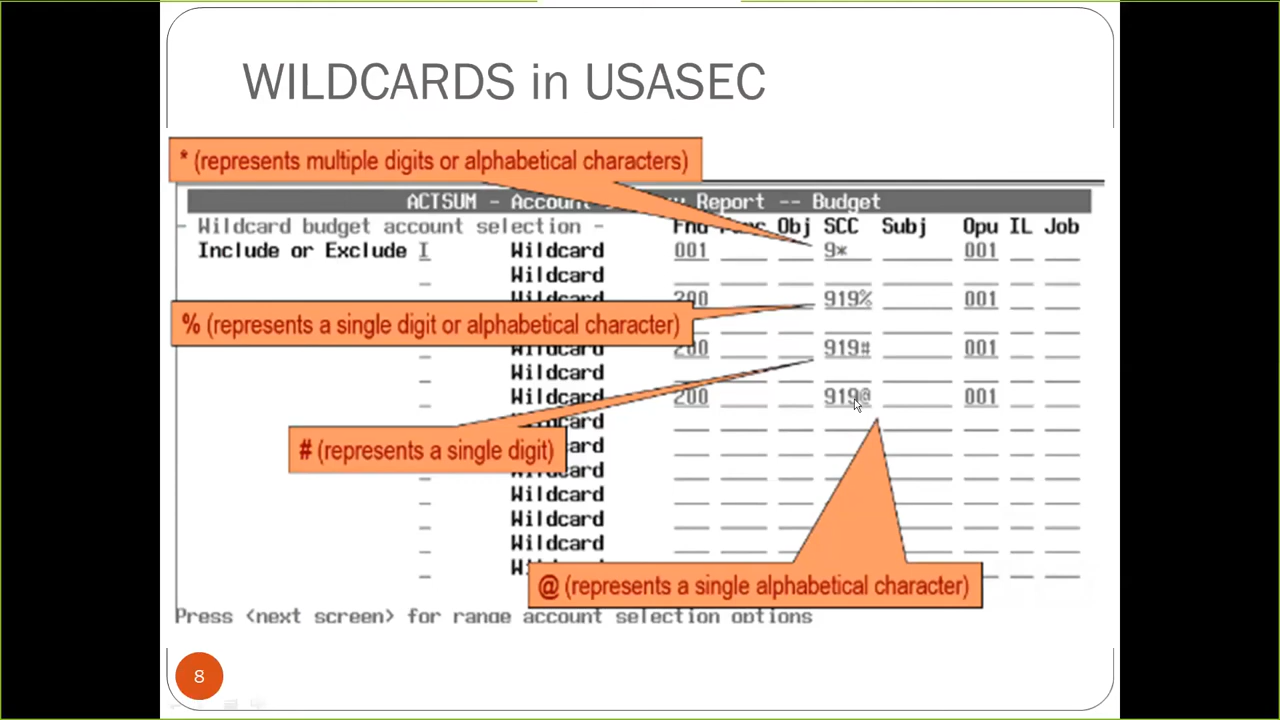 WILDCARDS in USASEC
* (represents multiple digits or alphabetical characters)
ACTSUM - Account Report -- Budget
- Wildcard budget account selection - Fnd Obj SCC Subj Opu IL Job
Include or Exclude I Wildcard 001 9* 001
Wildcard
Wildcard 200 919% 001
% (represents a single digit or alphabetical character)
Wildcard 200 919# 001
Wildcard
Wildcard 200 919@ 001
# (represents a single digit)
Wildcard
Wildcard
Wildcard
@ (represents a single alphabetical character)
Press <next screen> for range account selection options
8